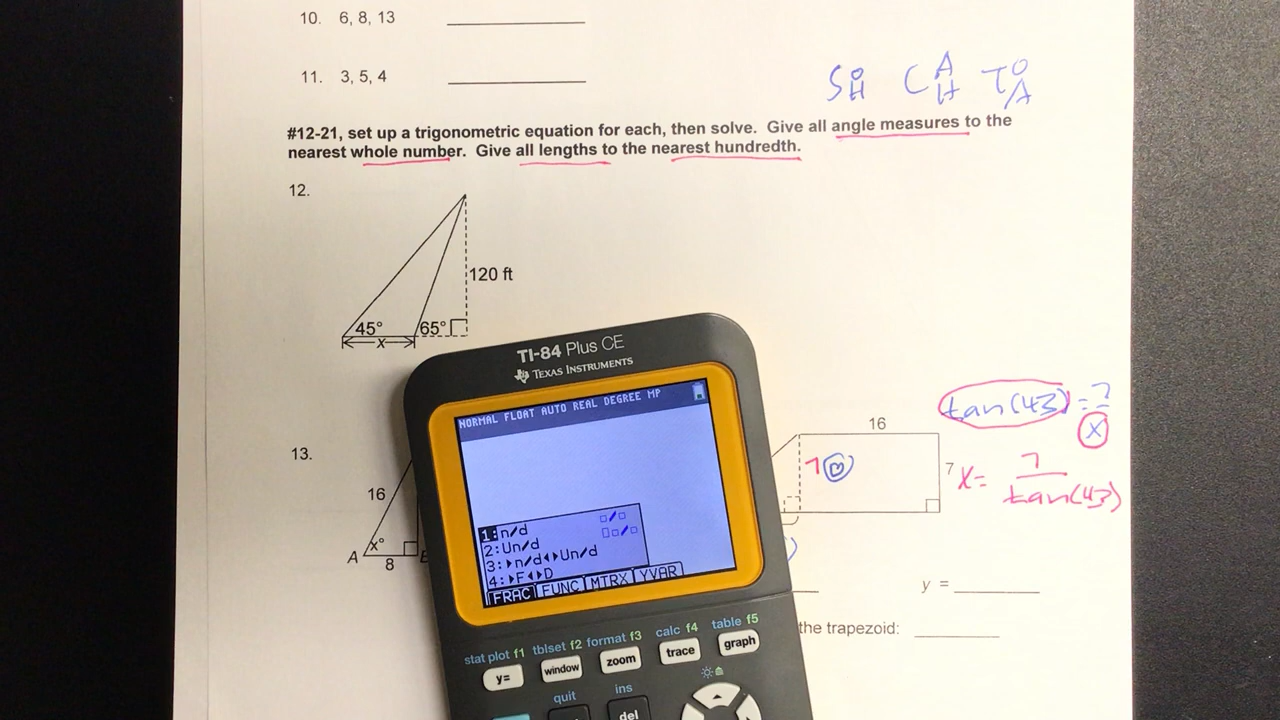 10. 6, 8, 13
11. 3, 5, 4
SOH CAH TOA
#12-21, set up a trigonometric equation for each, then solve. Give all angle measures to the
nearest whole number. Give all lengths to the nearest hundredth.
12.
120 ft
45° 65°
x
13.
16
x°
A
8
16
7
7
tan(43) = 7/x
x = 7/tan(43)
y =
the trapezoid:
TI-84 Plus CE
TEXAS INSTRUMENTS
NORMAL FLOAT AUTO REAL DEGREE MP
1:n/d
2:Un/d
3:▶n/d◀▶Un/d
4:▶F◀▶D
FRAC FUNC MTRX YVAR
stat plot f1 tblset f2 format f3 calc f4 table f5
y= window zoom trace graph
quit ins
del